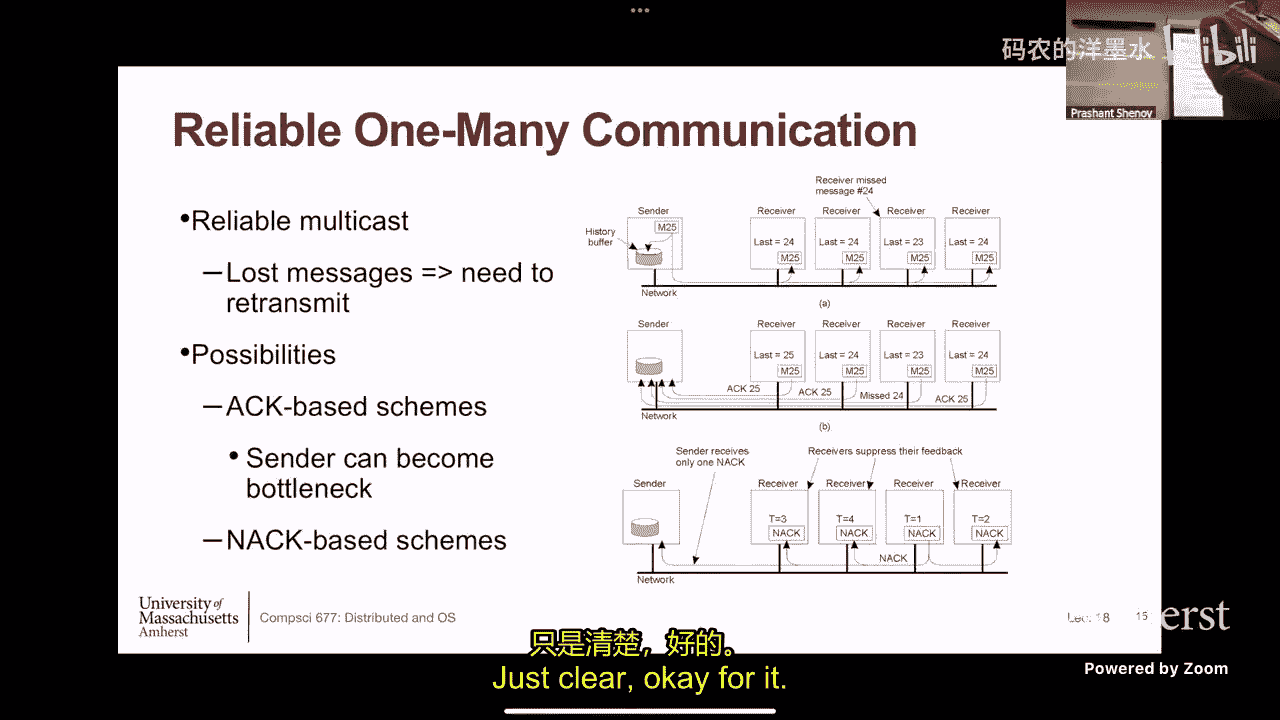 码农的洋墨水 bilibili
Prashant Shenoy
Reliable One-Many Communication
•Reliable multicast
–Lost messages => need to
retransmit
•Possibilities
–ACK-based schemes
• Sender can become
bottleneck
–NACK-based schemes
Receiver missed
message #24
Sender
Receiver
Receiver
Receiver
Receiver
History
buffer
M25
Last = 24
Last = 24
Last = 23
Last = 24
M25
M25
M25
M25
Network
(a)
Sender
Receiver
Receiver
Receiver
Receiver
Last = 25
Last = 24
Last = 23
Last = 24
M25
M25
M25
M25
ACK 25
ACK 25
Missed 24
ACK 25
Network
(b)
Sender receives
only one NACK
Receivers suppress their feedback
Sender
Receiver
Receiver
Receiver
Receiver
T=3
T=4
T=1
T=2
NACK
NACK
NACK
NACK
NACK
Network
University of
Massachusetts
Amherst
Compsci 677: Distributed and OS
Lec. 18
15
erst
只是清楚，好的。
Just clear, okay for it.
Powered by Zoom